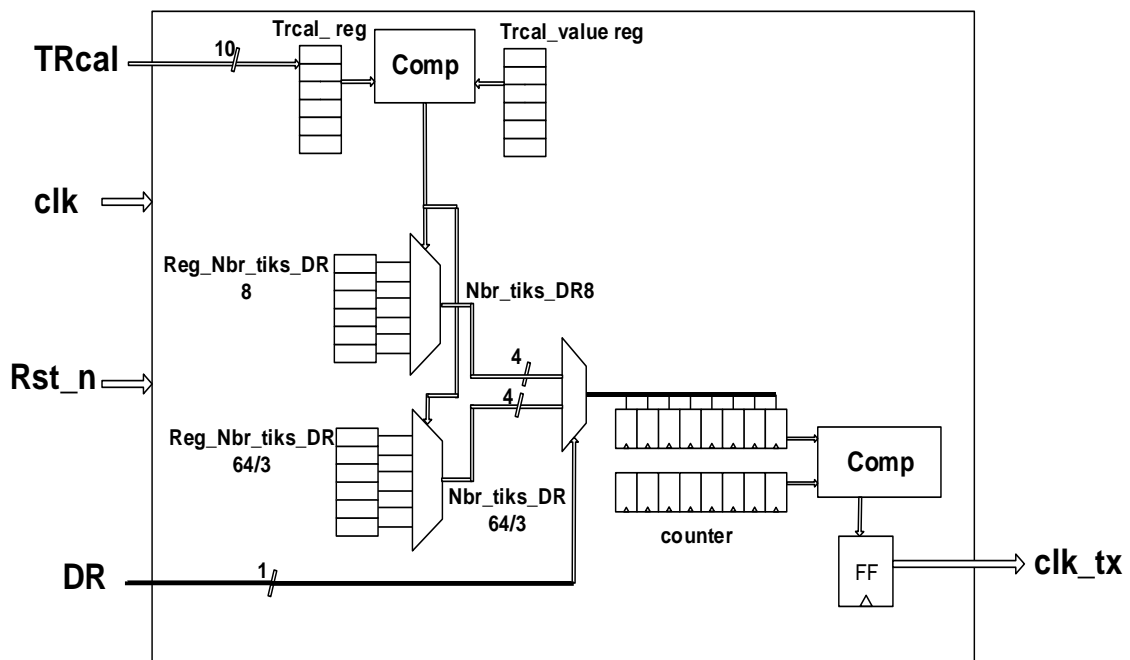 Trcal_ reg
Trcal_value reg
TRcal
10
Comp
clk
Reg_Nbr_tiks_DR
8
Nbr_tiks_DR8
Rst_n
4
4
Reg_Nbr_tiks_DR
64/3
Nbr_tiks_DR
64/3
Comp
counter
DR
1
FF
clk_tx